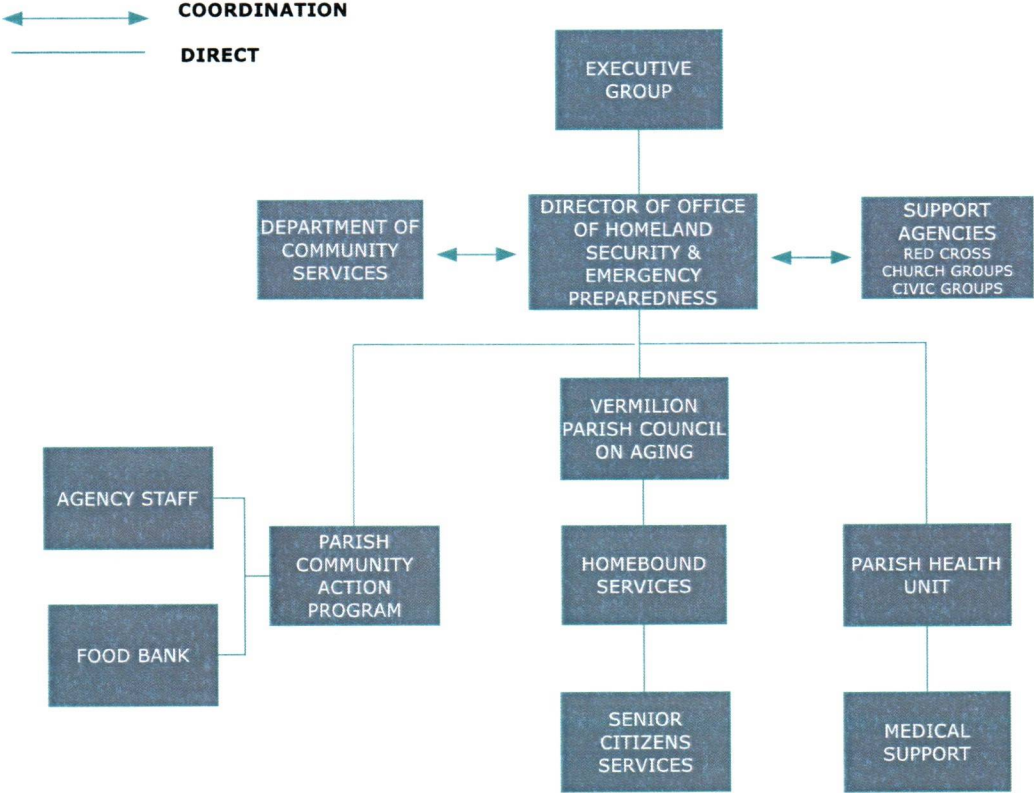 COORDINATION
DIRECT
EXECUTIVE
GROUP
DEPARTMENT OF
COMMUNITY
SERVICES
DIRECTOR OF OFFICE
OF HOMELAND
SECURITY &
EMERGENCY
PREPAREDNESS
SUPPORT
AGENCIES
RED CROSS
CHURCH GROUPS
CIVIC GROUPS
VERMILION
PARISH COUNCIL
ON AGING
AGENCY STAFF
PARISH
COMMUNITY
ACTION
PROGRAM
HOMEBOUND
SERVICES
PARISH HEALTH
UNIT
FOOD BANK
SENIOR
CITIZENS
SERVICES
MEDICAL
SUPPORT